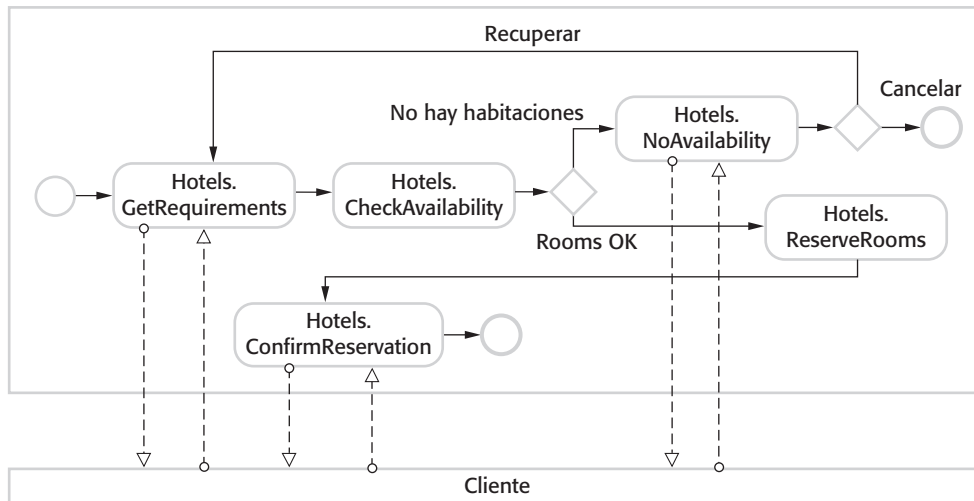 Recuperar
Cancelar
No hay habitaciones
Hotels.
NoAvailability
Hotels.
GetRequirements
Hotels.
CheckAvailability
Hotels.
ReserveRooms
Rooms OK
Hotels.
ConfirmReservation
Cliente